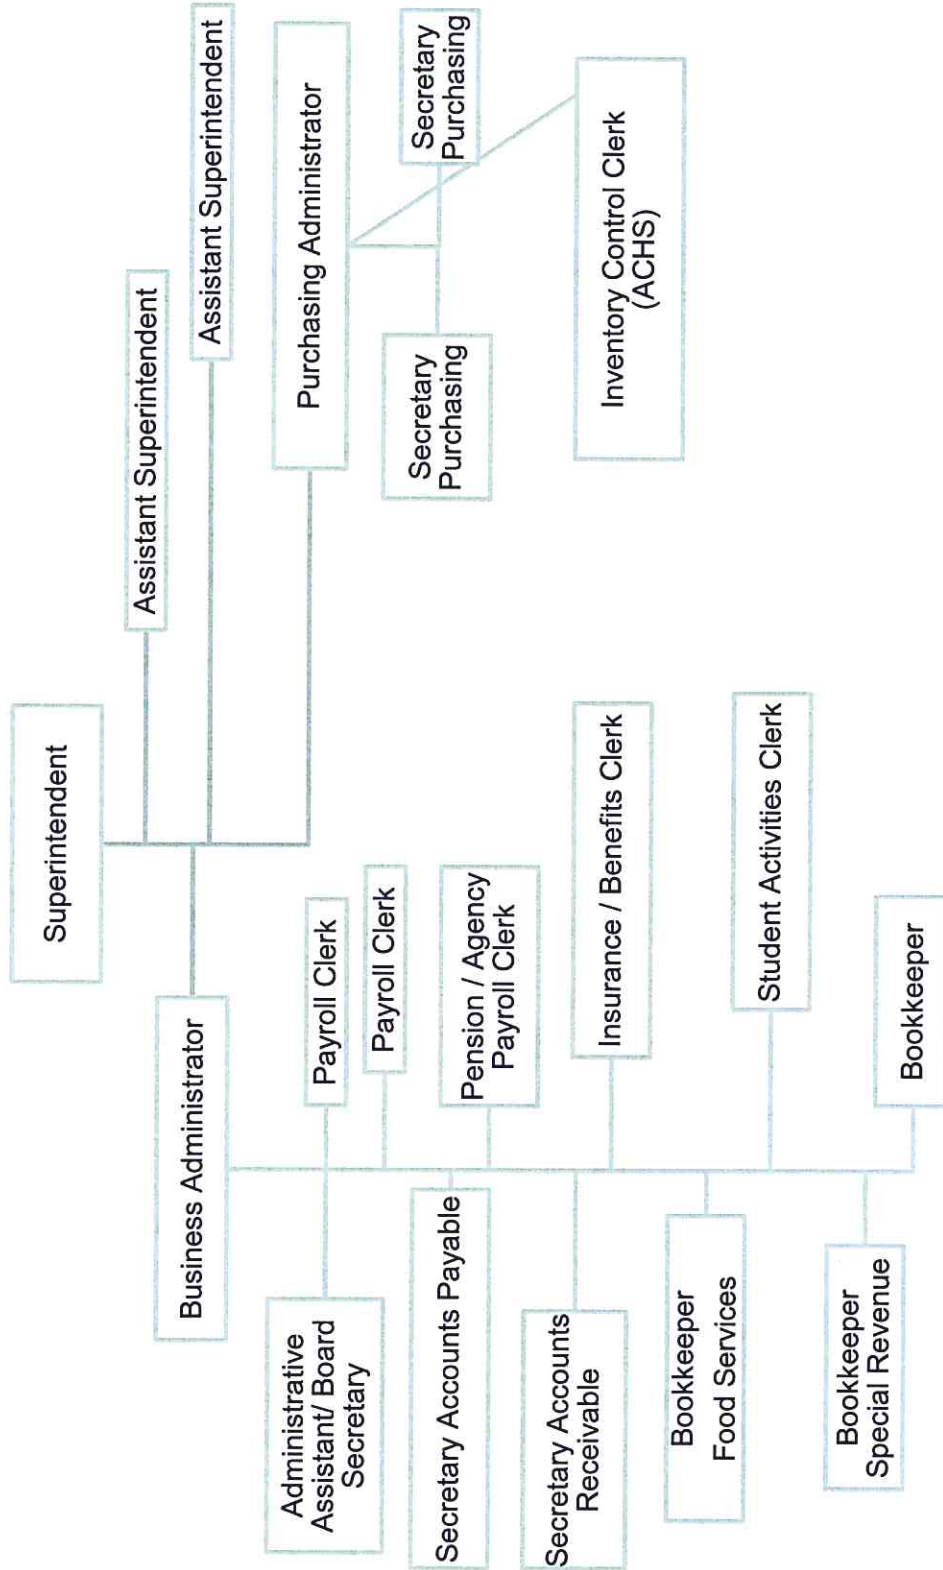 Superintendent
Assistant Superintendent
Assistant Superintendent
Business Administrator
Purchasing Administrator
Administrative
Assistant/ Board
Secretary
Payroll Clerk
Payroll Clerk
Secretary Accounts Payable
Pension / Agency
Payroll Clerk
Secretary Accounts
Receivable
Insurance / Benefits Clerk
Bookkeeper
Food Services
Student Activities Clerk
Bookkeeper
Special Revenue
Bookkeeper
Secretary
Purchasing
Secretary
Purchasing
Inventory Control Clerk
(ACHS)